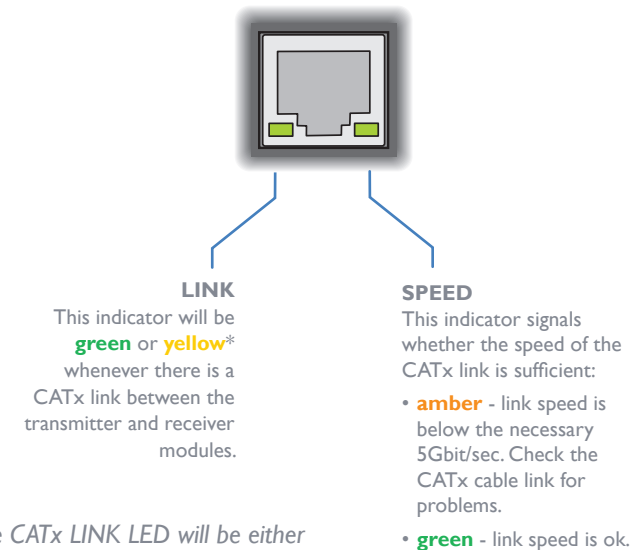 LINK
This indicator will be
green or yellow*
whenever there is a
CATx link between the
transmitter and receiver
modules.
SPEED
This indicator signals
whether the speed of the
CATx link is sufficient:
• amber - link speed is
below the necessary
5Gbit/sec. Check the
CATx cable link for
problems.
• green - link speed is ok.
CATx LINK LED will be either